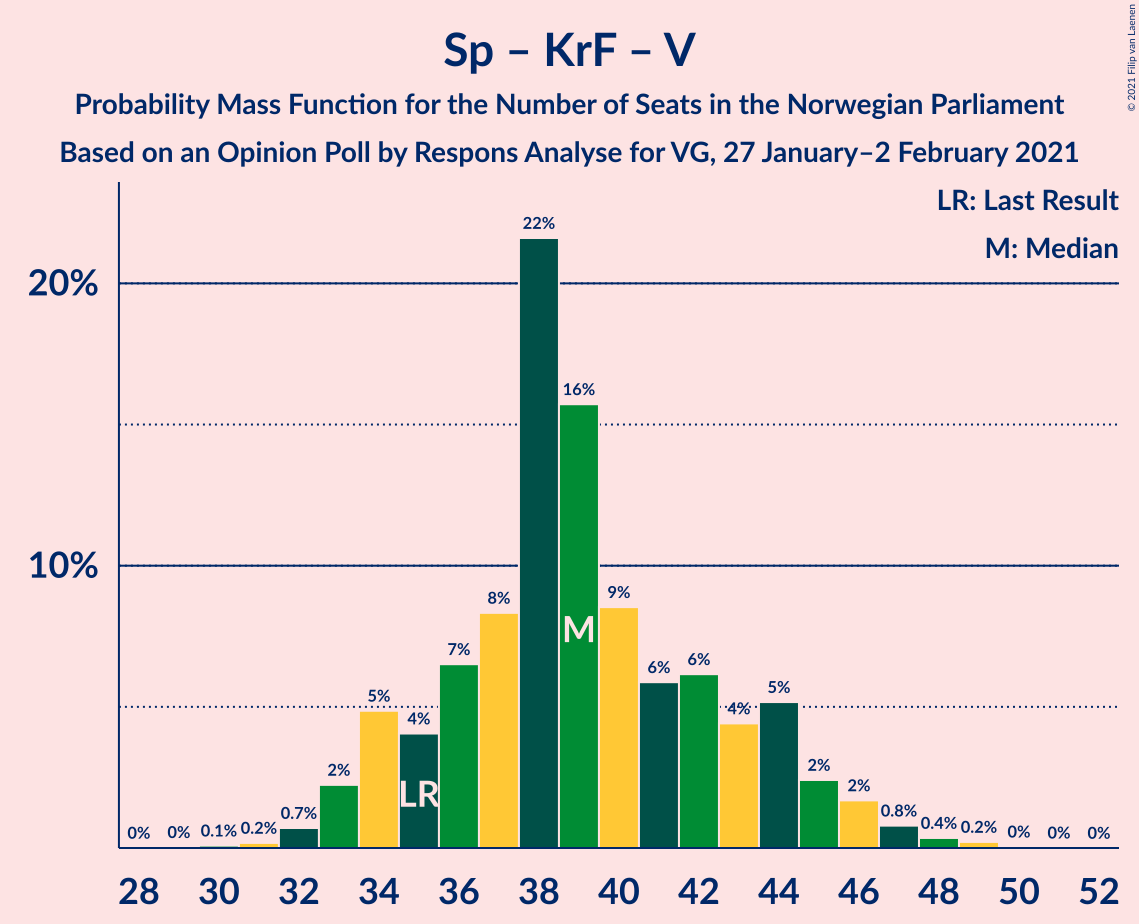 Sp – KrF – V
Probability Mass Function for the Number of Seats in the Norwegian Parliament
Based on an Opinion Poll by Respons Analyse for VG, 27 January–2 February 2021
© 2021 Filip van Laenen
LR: Last Result
M: Median
20%
10%
0% 0% 0.1% 0.2% 0.7% 2% 5% 4% 7% 8% 22% 16% 9% 6% 6% 4% 5% 2% 2% 0.8% 0.4% 0.2% 0% 0% 0%
LR
M
28 30 32 34 36 38 40 42 44 46 48 50 52